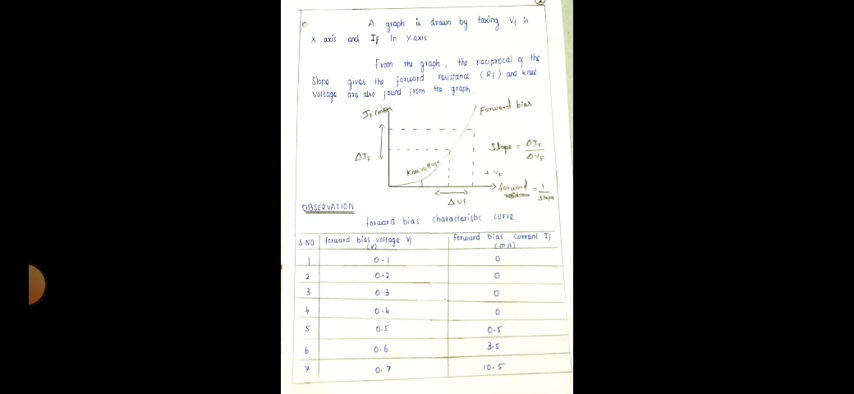 A graph is drawn by taking Vf in
X axis and If in Y axis
From the graph, the reciprocal of the
slope gives the forward resistance (Rf) and knee
voltage are also found from the graph.
IF (mA)
Forward bias
Slope = ΔIF / ΔVF
ΔIF
Knee voltage
+ VF
ΔVf
forward resistance = 1 / slope
OBSERVATION
forward bias characteristic curve
S.NO forward bias voltage Vf (V) forward bias current If (mA)
1 0.1 0
2 0.2 0
3 0.3 0
4 0.4 0
5 0.5 0.5
6 0.6 3.5
7 0.7 10.5